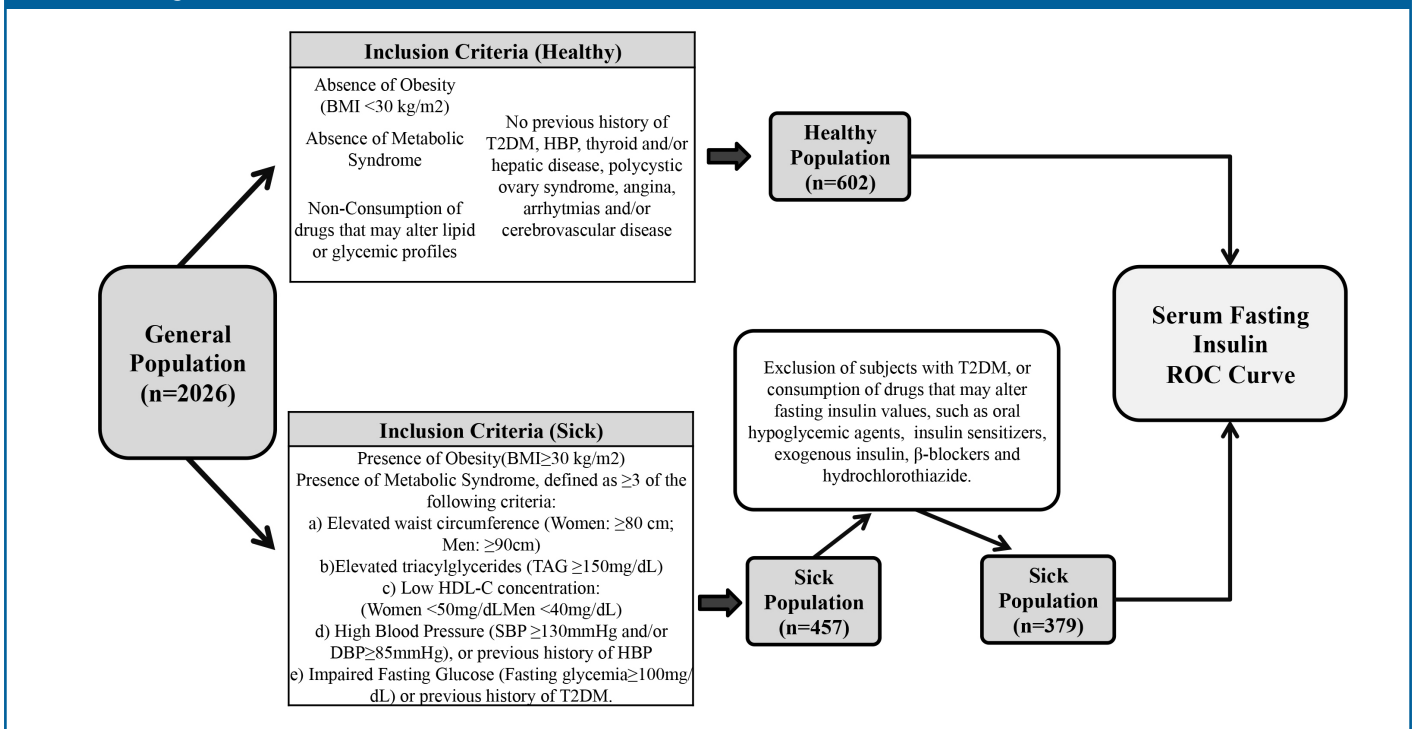 General
Population
(n=2026)
Inclusion Criteria (Healthy)
Absence of Obesity
(BMI <30 kg/m2)
Absence of Metabolic
Syndrome
Non-Consumption of
drugs that may alter lipid
or glycemic profiles
No previous history of
T2DM, HBP, thyroid and/or
hepatic disease, polycystic
ovary syndrome, angina,
arrhytmias and/or
cerebrovascular disease
Healthy
Population
(n=602)
Inclusion Criteria (Sick)
Presence of Obesity(BMI≥30 kg/m2)
Presence of Metabolic Syndrome, defined as ≥3 of the
following criteria:
a) Elevated waist circumference (Women: ≥80 cm;
Men: ≥90cm)
b)Elevated triacylglycerides (TAG ≥150mg/dL)
c) Low HDL-C concentration:
(Women <50mg/dLMen <40mg/dL)
d) High Blood Pressure (SBP ≥130mmHg and/or
DBP≥85mmHg), or previous history of HBP
e) Impaired Fasting Glucose (Fasting glycemia≥100mg/
dL) or previous history of T2DM.
Sick
Population
(n=457)
Exclusion of subjects with T2DM, or
consumption of drugs that may alter
fasting insulin values, such as oral
hypoglycemic agents, insulin sensitizers,
exogenous insulin, β-blockers and
hydrochlorothiazide.
Sick
Population
(n=379)
Serum Fasting
Insulin
ROC Curve